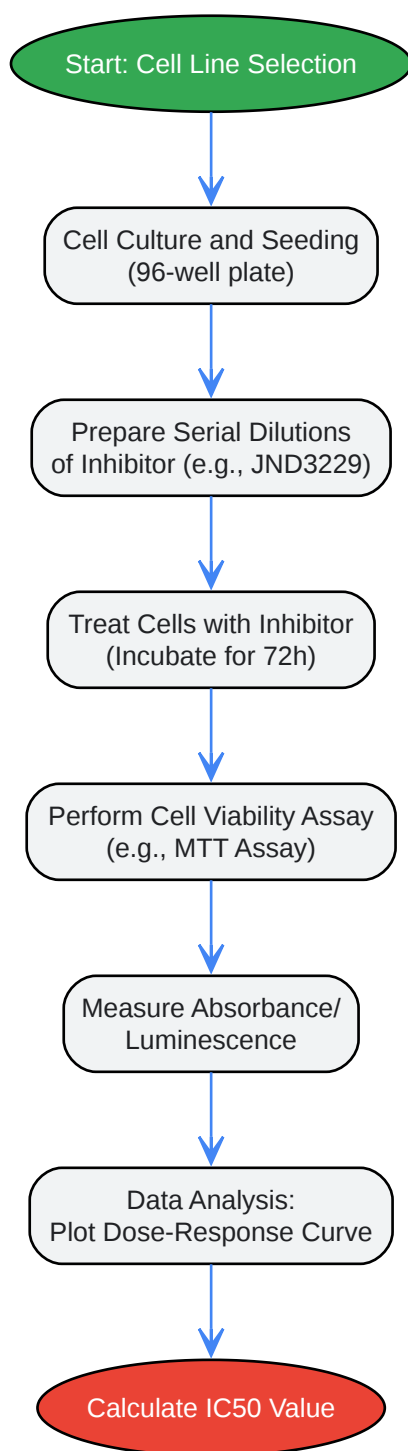 Start: Cell Line Selection
Cell Culture and Seeding
(96-well plate)
Prepare Serial Dilutions
of Inhibitor (e.g., JND3229)
Treat Cells with Inhibitor
(Incubate for 72h)
Perform Cell Viability Assay
(e.g., MTT Assay)
Measure Absorbance/
Luminescence
Data Analysis:
Plot Dose-Response Curve
Calculate IC50 Value